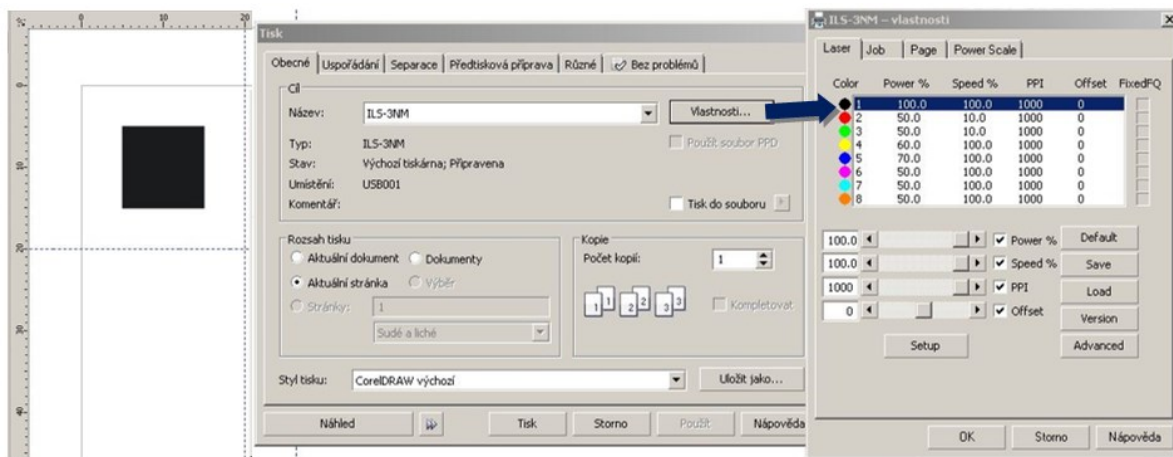 0 10 20
0
10
20
30
40
Tisk
Obecné Uspořádání Separace Předtisková příprava Různé Bez problémů
Cíl
Název: ILS-3NM Vlastnosti...
Typ: ILS-3NM Použít soubor PPD
Stav: Výchozí tiskárna; Připravena
Umístění: USB001
Komentář: Tisk do souboru
Rozsah tisku
Aktuální dokument Dokumenty
Aktuální stránka Výběr
Stránky: 1
Sudé a liché
Kopie
Počet kopií: 1
1 1 2 2 3 3 Kompletovat
Styl tisku: CorelDRAW výchozí Uložit jako...
Náhled Tisk Storno Použít Nápověda
ILS-3NM – vlastnosti
Laser Job Page Power Scale
Color Power % Speed % PPI Offset FixedFQ
1 100.0 100.0 1000 0
2 50.0 10.0 1000 0
3 50.0 10.0 1000 0
4 60.0 100.0 1000 0
5 70.0 100.0 1000 0
6 50.0 100.0 1000 0
7 50.0 100.0 1000 0
8 50.0 100.0 1000 0
100.0 Power % Default
100.0 Speed % Save
1000 PPI Load
0 Offset Version
Setup Advanced
OK Storno Nápověda